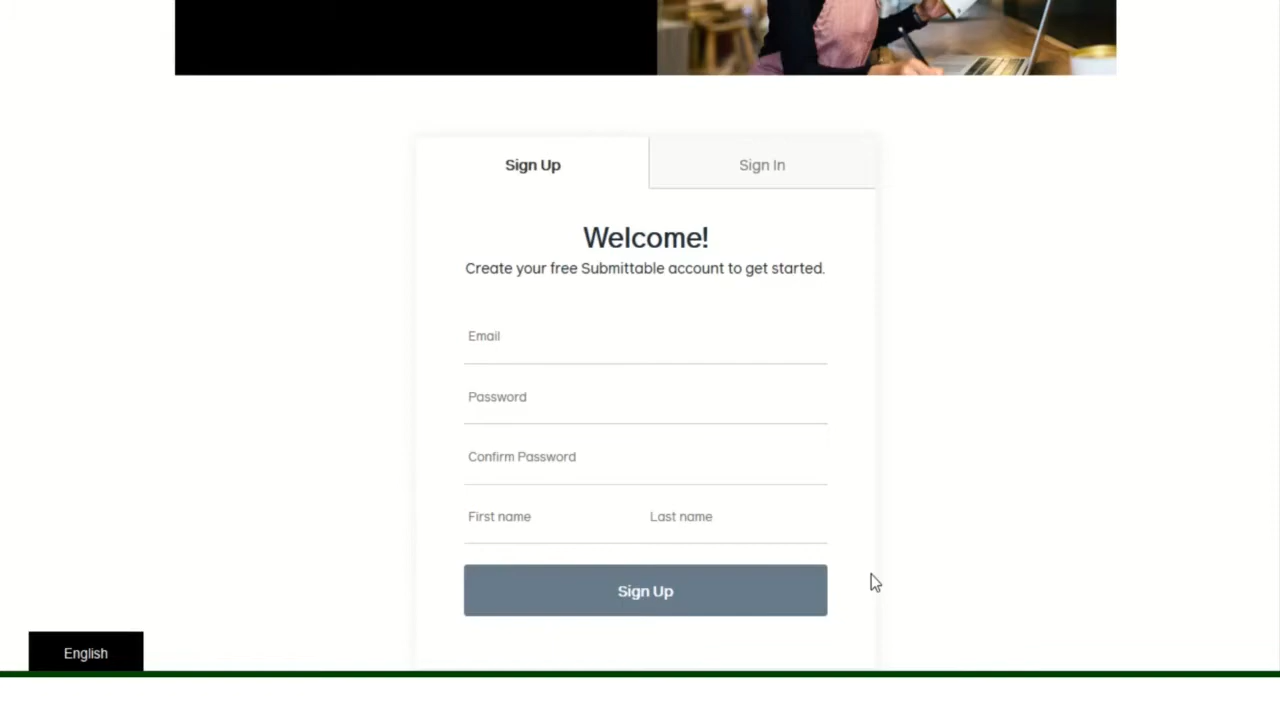 Sign Up
Sign In
Welcome!
Create your free Submittable account to get started.
Email
Password
Confirm Password
First name
Last name
Sign Up
English